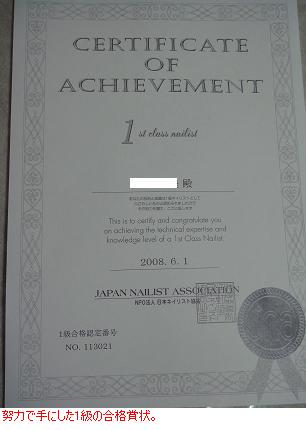 CERTIFICATE
OF
ACHIEVEMENT
1st class nailist
殿
This is to certify and congratulate you
on achieving the technical expertise and
knowledge level of a 1st Class Nailist.
2008.6.1
JAPAN NAILIST ASSOCIATION
NPO法人 日本ネイリスト協会
1級合格認定番号
NO. 113021
努力で手にした1級の合格賞状。